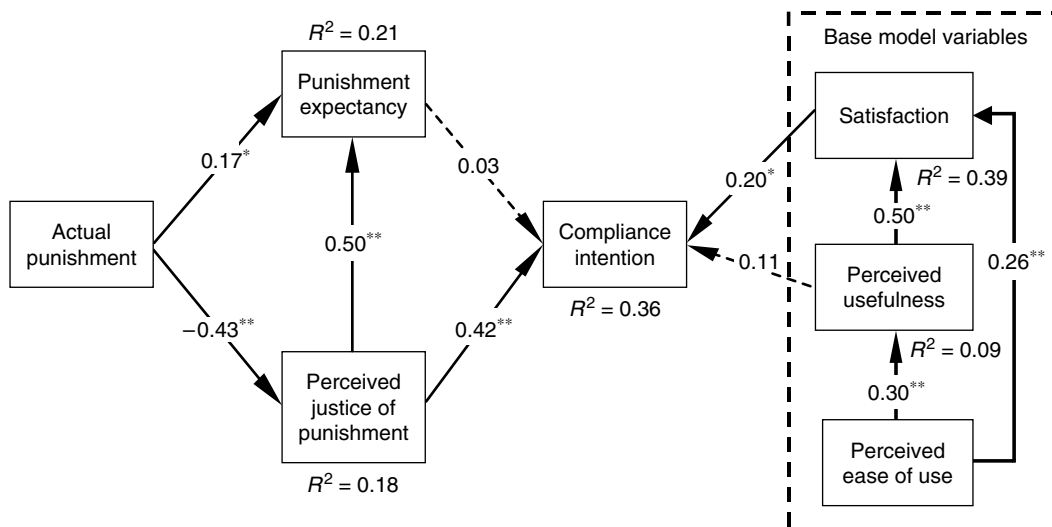 R² = 0.21
Base model variables
Punishment
expectancy
Satisfaction
0.17*
0.03
0.20*
R² = 0.39
Actual
punishment
0.50**
Compliance
intention
0.50**
0.11
Perceived
usefulness
0.26**
R² = 0.36
−0.43**
0.42**
R² = 0.09
Perceived
justice of
punishment
0.30**
Perceived
ease of use
R² = 0.18